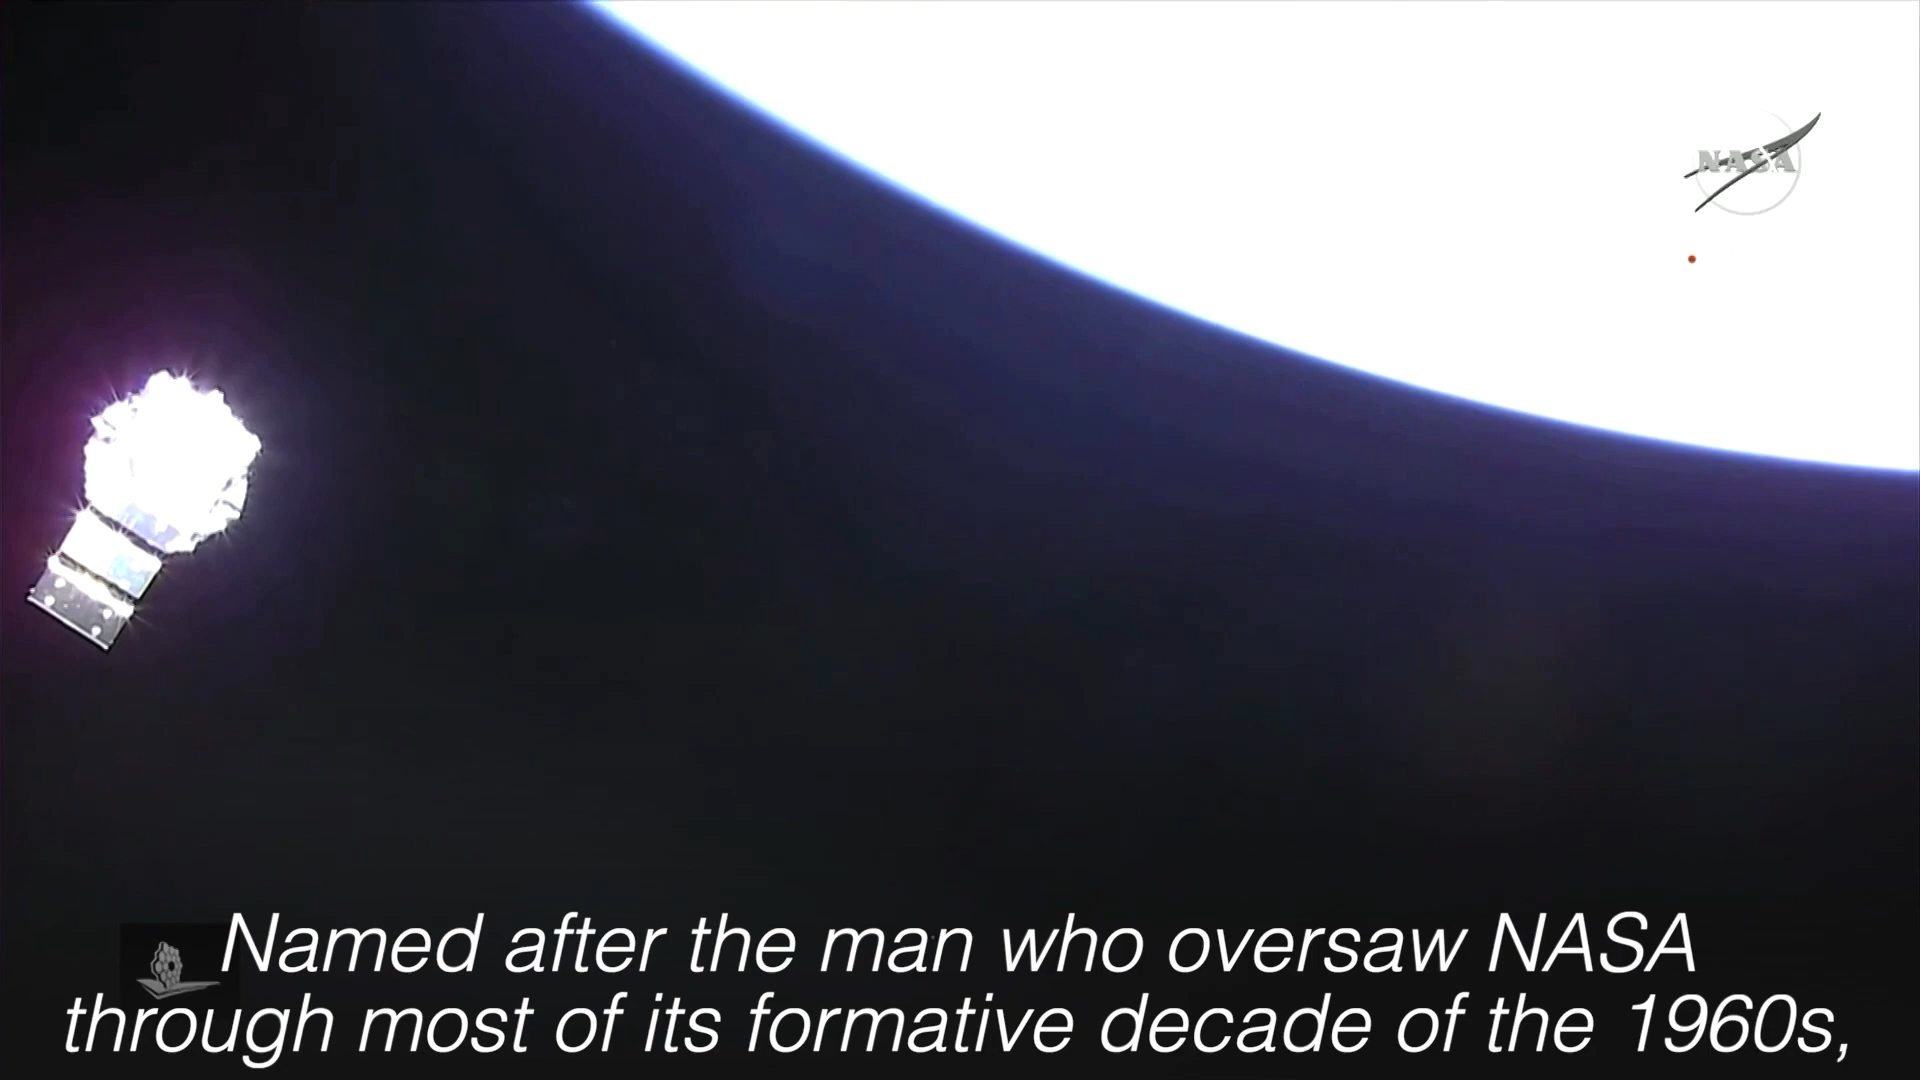 NASA
Named after the man who oversaw NASA
through most of its formative decade of the 1960s,